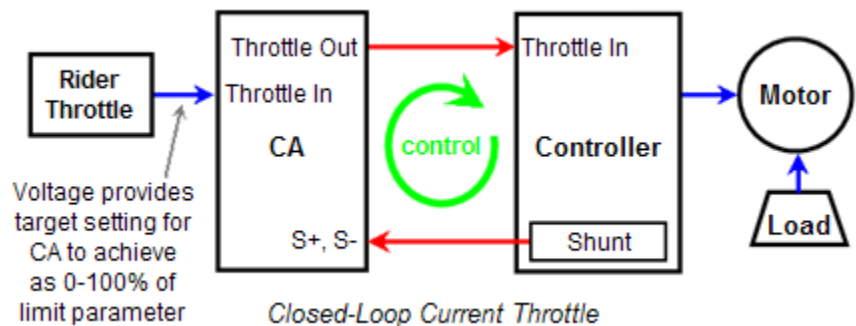 Rider
Throttle
Throttle Out
Throttle In
CA
S+, S-
control
Throttle In
Controller
Shunt
Motor
Load
Voltage provides
target setting for
CA to achieve
as 0-100% of
limit parameter
Closed-Loop Current Throttle